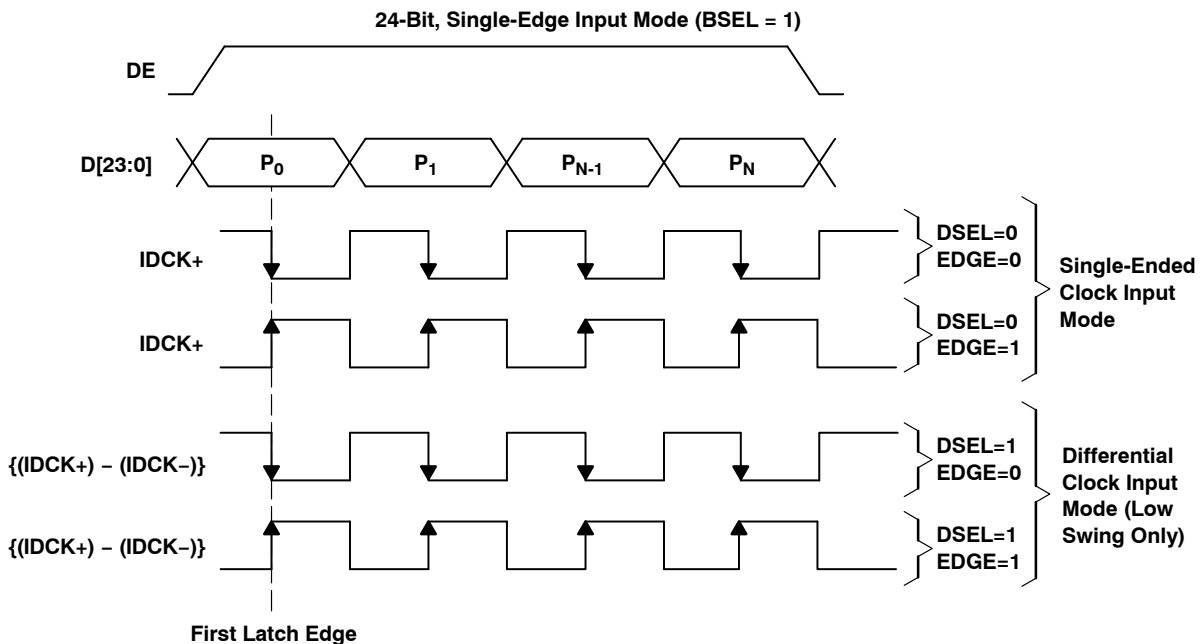 24-Bit, Single-Edge Input Mode (BSEL = 1)
DE
D[23:0]
P0
P1
PN-1
PN
IDCK+
DSEL=0
EDGE=0
IDCK+
DSEL=0
EDGE=1
Single-Ended
Clock Input
Mode
{(IDCK+) − (IDCK−)}
DSEL=1
EDGE=0
{(IDCK+) − (IDCK−)}
DSEL=1
EDGE=1
Differential
Clock Input
Mode (Low
Swing Only)
First Latch Edge